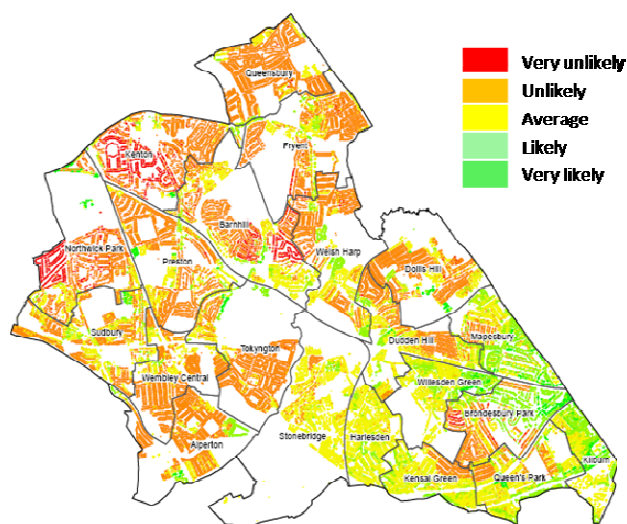 Very unlikely
Unlikely
Average
Likely
Very likely
Queensbury
Fryent
Kenton
Barnhill
Northwick Park
Preston
Welsh Harp
Dollis Hill
Sudbury
Tokyngton
Dudden Hill
Mapesbury
Wembley Central
Willesden Green
Brondesbury Park
Alperton
Stonebridge
Harlesden
Kilburn
Kensal Green
Queen's Park